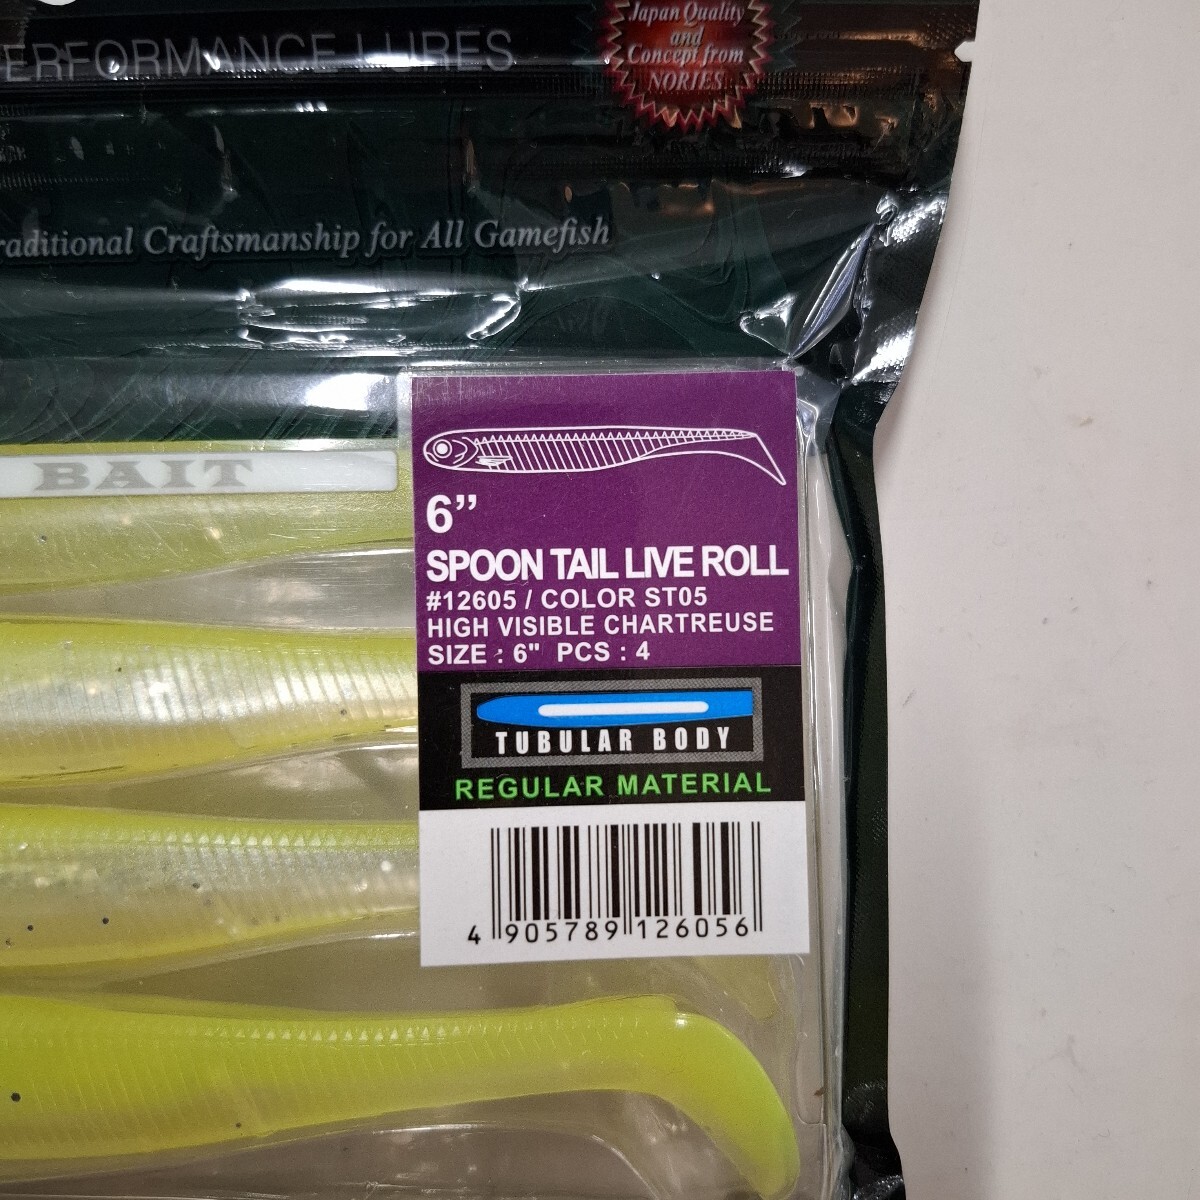 PERFORMANCE LURES
Japan Quality
and
Concept from
NORIES
Traditional Craftsmanship for All Gamefish
BAIT
6”
SPOON TAIL LIVE ROLL
#12605 / COLOR ST05
HIGH VISIBLE CHARTREUSE
SIZE : 6" PCS : 4
TUBULAR BODY
REGULAR MATERIAL
4 905789 126056